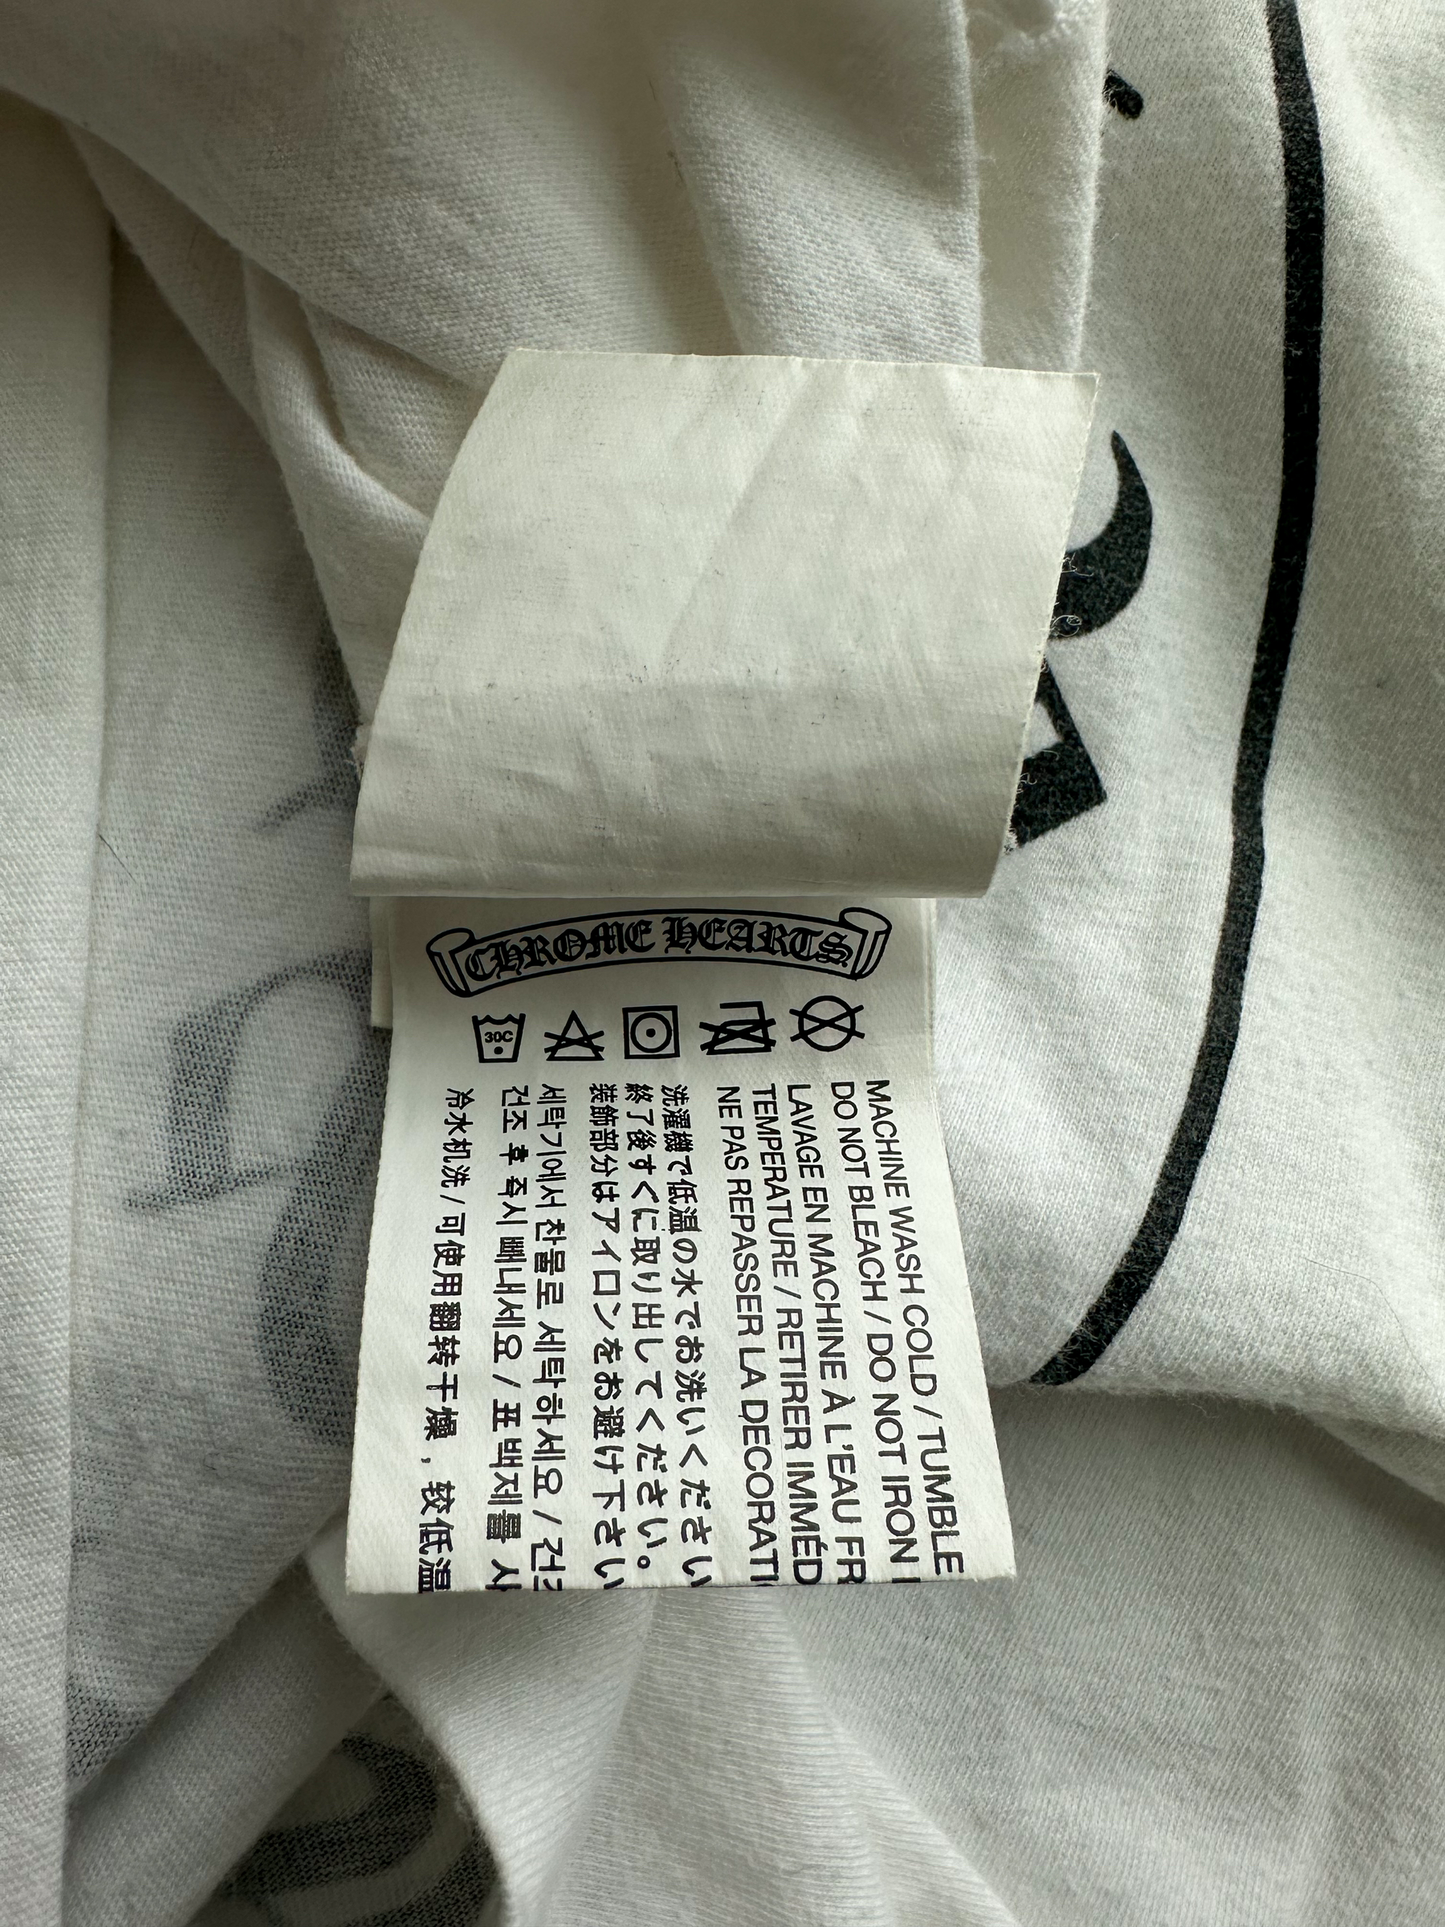 CHROME HEARTS
30C
MACHINE WASH COLD / TUMBLE
DO NOT BLEACH / DO NOT IRON
LAVAGE EN MACHINE À L'EAU FR
TEMPERATURE / RETIRER IMMÉD
NE PAS REPASSER LA DECORATI
洗濯機で低温の水でお洗いください
終了後すぐに取り出してください。
装飾部分はアイロンをお避け下さい
세탁기에서 찬물로 세탁하세요 / 건
건조 후 즉시 빼내세요 / 표백제를 사
冷水机洗 / 可使用翻转干燥，较低温